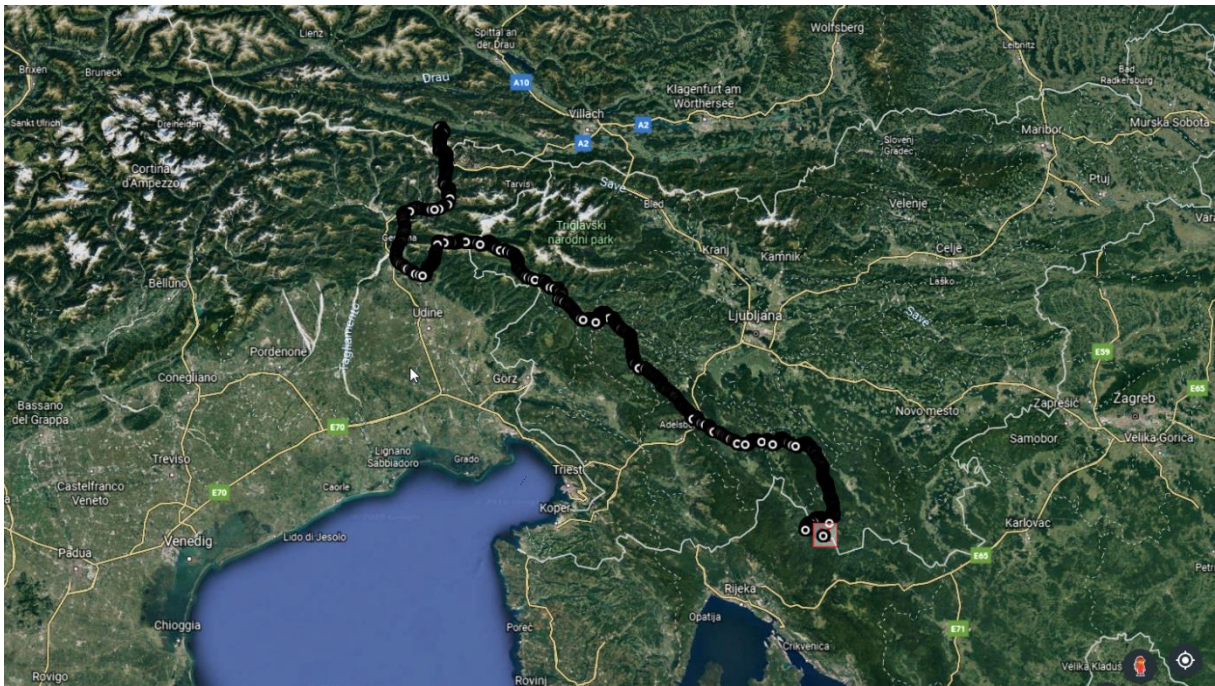 Lienz
Spittal an
der Drau
Wolfsberg
Leibnitz
Brixen
Bruneck
Drau
A10
Klagenfurt am
Wörthersee
Bad
Radkersburg
Sankt Ulrich
Villach
A2
A2
Murska Sobota
Maribor
Slovenj
Gradec
Cortina
d'Ampezzo
Tarvis
Save
Bled
Ptuj
Velenje
Triglavski
narodni park
Kranj
Kamnik
Celje
Belluno
Laško
Udine
Tagliamento
Ljubljana
Save
Pordenone
E59
Conegliano
Görz
E65
Bassano
del Grappa
Novo mesto
Zaprešić
Zagreb
E70
Samobor
Velika Gorica
Treviso
Lignano
Sabbiadoro
Grado
Triest
Castelfranco
Veneto
E70
Caorle
Koper
Karlovac
Venedig
Lido di Jesolo
Padua
E65
Rijeka
Chioggia
Poreč
Opatija
E71
Crikvenica
Rovigo
Rovinj